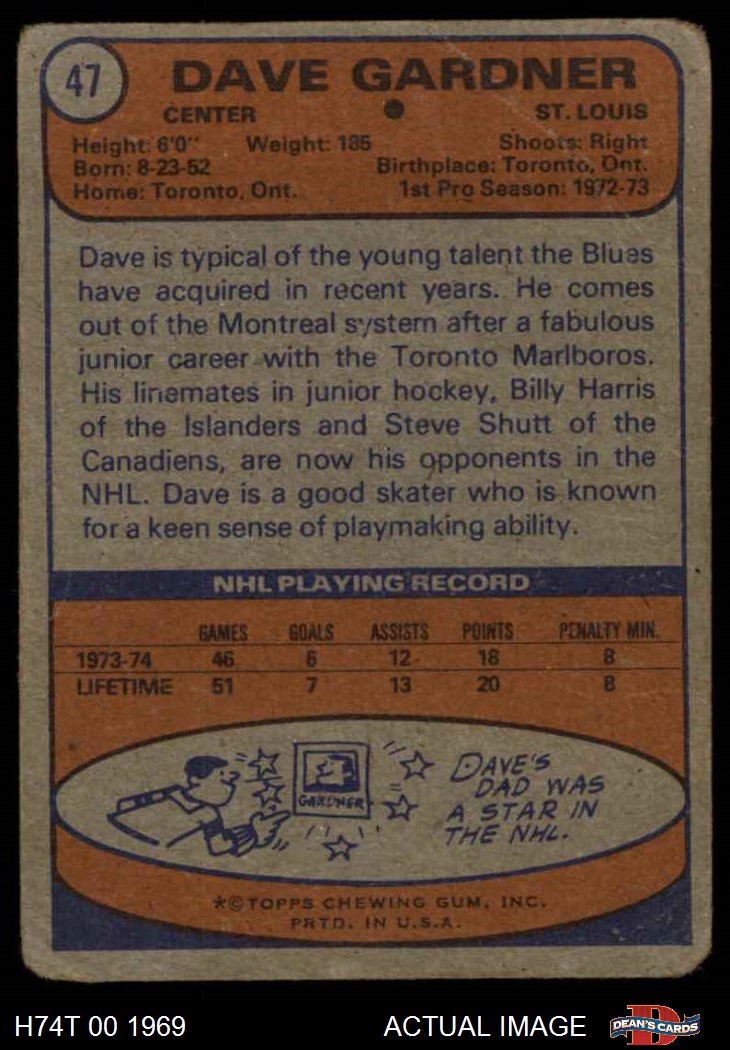 47
DAVE GARDNER
CENTER ST. LOUIS
Height: 6'0" Weight: 185 Shoots: Right
Born: 8-23-52 Birthplace: Toronto, Ont.
Home: Toronto, Ont. 1st Pro Season: 1972-73
Dave is typical of the young talent the Blues
have acquired in recent years. He comes
out of the Montreal system after a fabulous
junior career with the Toronto Marlboros.
His linemates in junior hockey, Billy Harris
of the Islanders and Steve Shutt of the
Canadiens, are now his opponents in the
NHL. Dave is a good skater who is known
for a keen sense of playmaking ability.
NHL PLAYING RECORD
GAMES GOALS ASSISTS POINTS PENALTY MIN.
1973-74 46 6 12 18 8
LIFETIME 51 7 13 20 8
GARDNER
DAVE'S
DAD WAS
A STAR IN
THE NHL.
*©TOPPS CHEWING GUM, INC.
PRTD. IN U.S.A.
H74T 00 1969 ACTUAL IMAGE DEAN'S CARDS